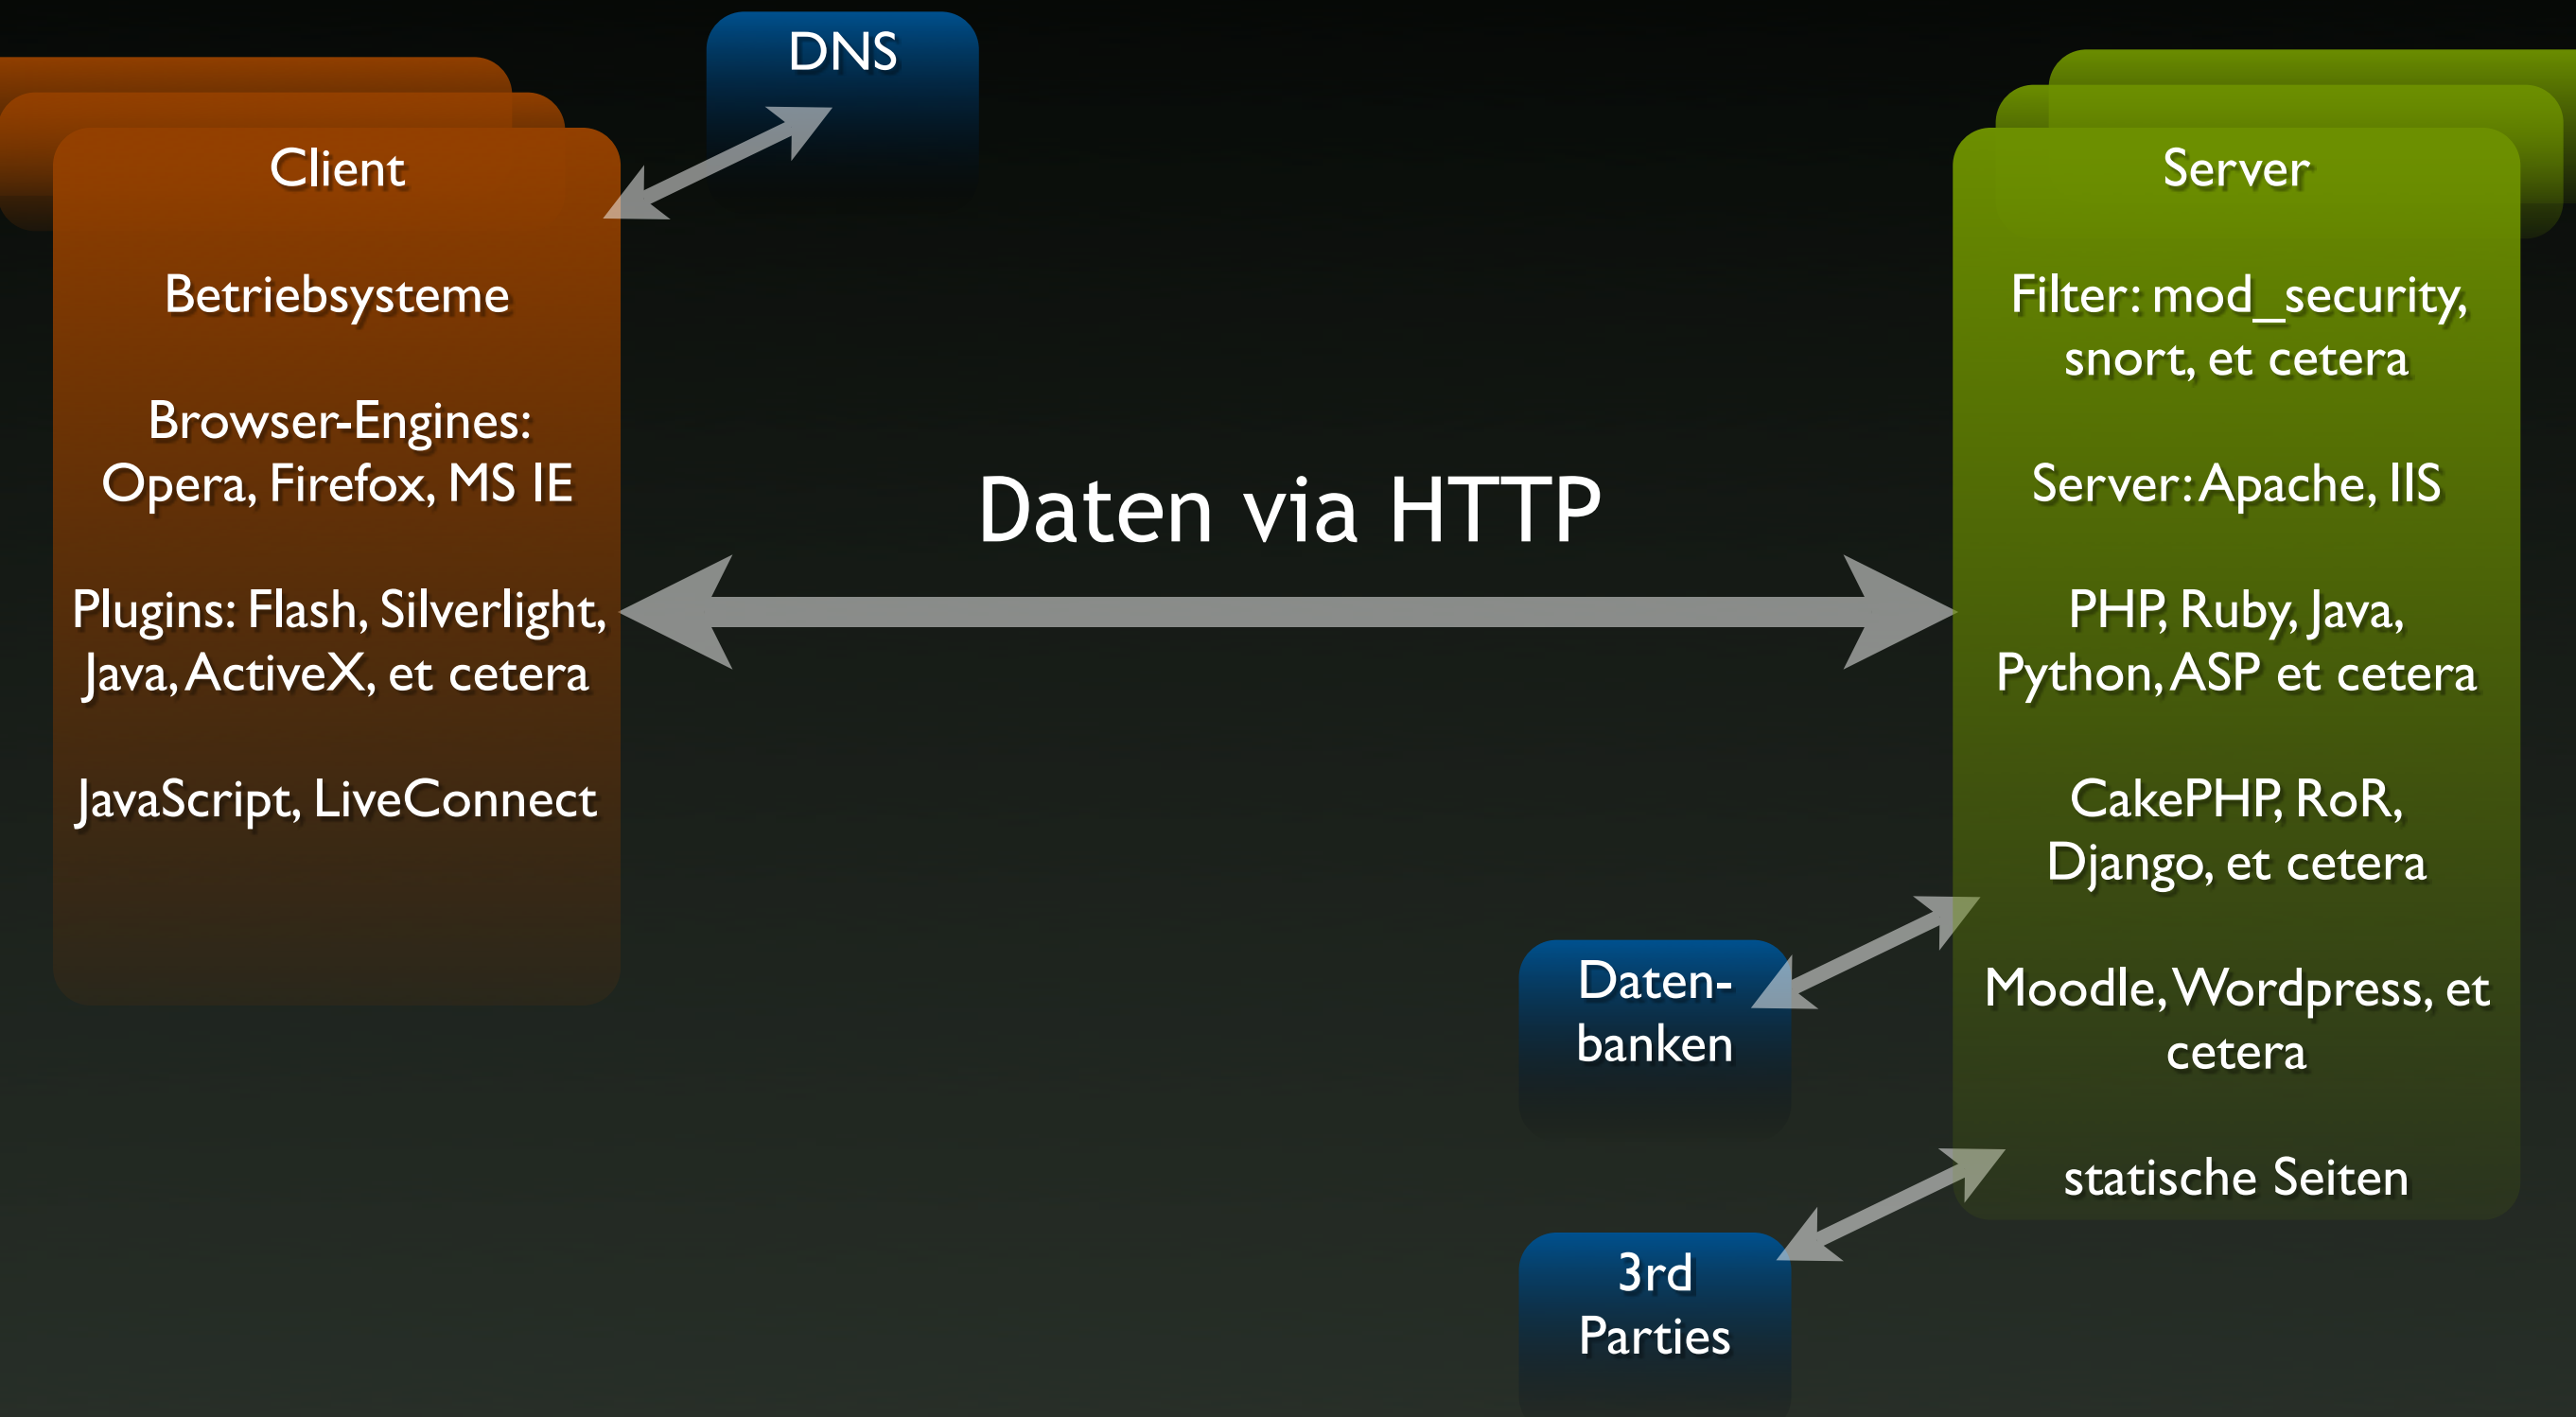 DNS
Client
Betriebsysteme
Browser-Engines:
Opera, Firefox, MS IE
Plugins: Flash, Silverlight,
Java, ActiveX, et cetera
JavaScript, LiveConnect
Daten via HTTP
Server
Filter: mod_security,
snort, et cetera
Server: Apache, IIS
PHP, Ruby, Java,
Python, ASP et cetera
CakePHP, RoR,
Django, et cetera
Moodle, Wordpress, et
cetera
statische Seiten
Daten-
banken
3rd
Parties